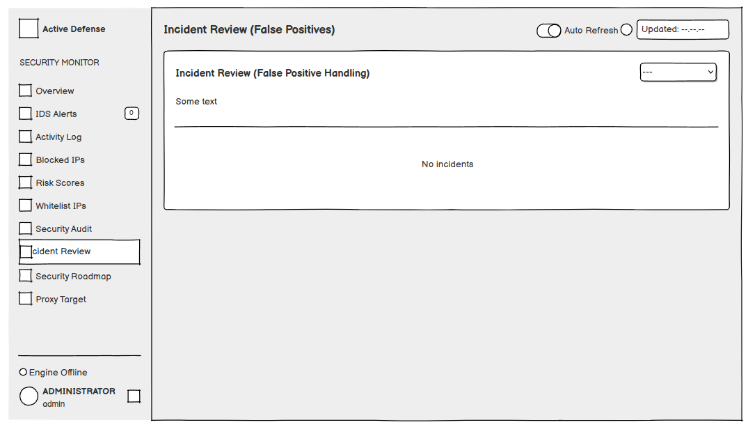 Active Defense
SECURITY MONITOR
Overview
IDS Alerts 0
Activity Log
Blocked IPs
Risk Scores
Whitelist IPs
Security Audit
cident Review
Security Roadmap
Proxy Target
Engine Offline
ADMINISTRATOR
admin
Incident Review (False Positives)
Auto Refresh
Updated: --.--.--
Incident Review (False Positive Handling)
---
Some text
No incidents